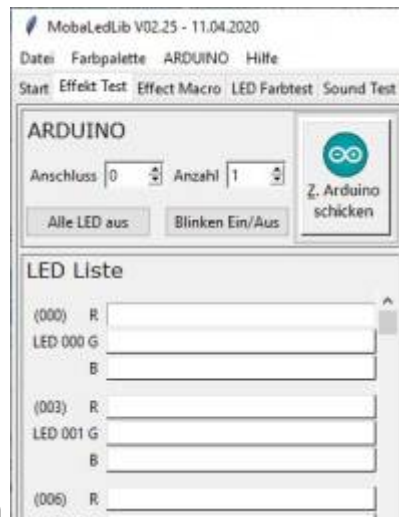 MobaLedLib V02.25 - 11.04.2020
Datei Farbpalette ARDUINO Hilfe
Start Effekt Test Effect Macro LED Farbtest Sound Test
ARDUINO
Anschluss 0 Anzahl 1
Z. Arduino
schicken
Alle LED aus Blinken Ein/Aus
LED Liste
(000) R
LED 000 G
B
(003) R
LED 001 G
B
(006) R